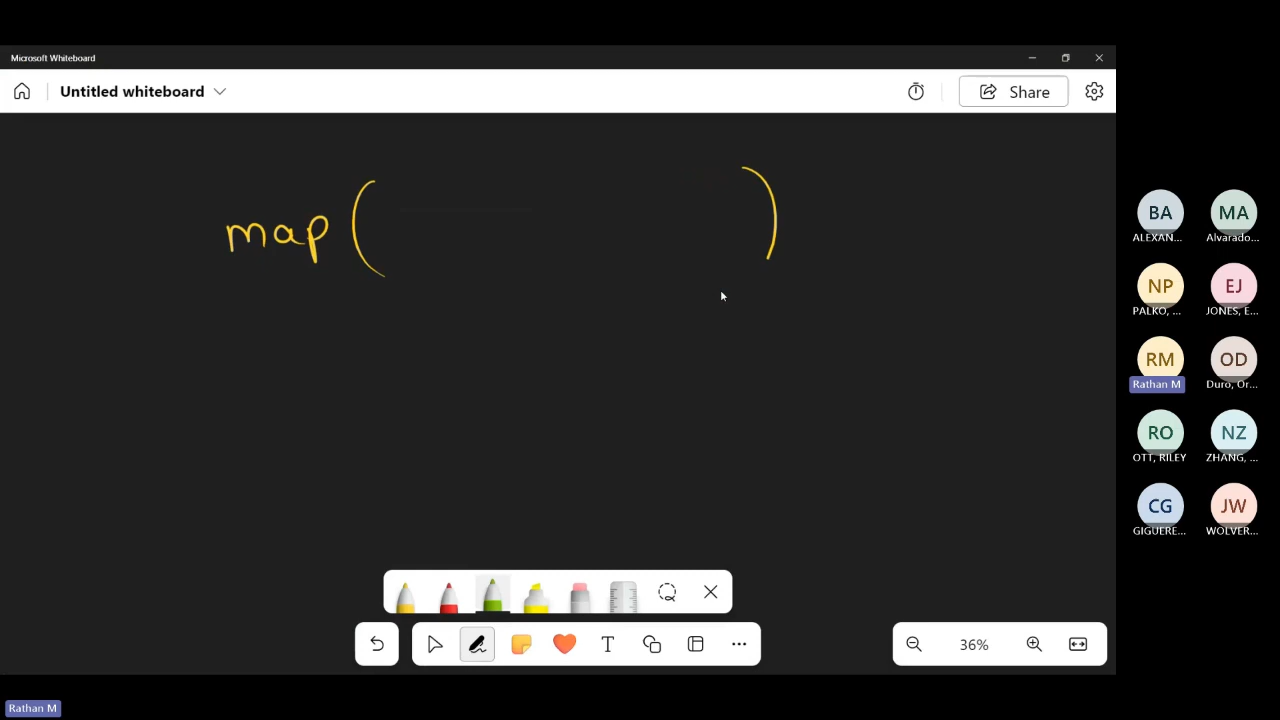 Microsoft Whiteboard
Untitled whiteboard
Share
map ( )
BA
MA
ALEXAN...
Alvarado...
NP
EJ
PALKO, ...
JONES, E...
RM
OD
Rathan M
Duro, Or...
RO
NZ
OTT, RILEY
ZHANG, ...
CG
JW
GIGUERE...
WOLVER...
T
36%
Rathan M